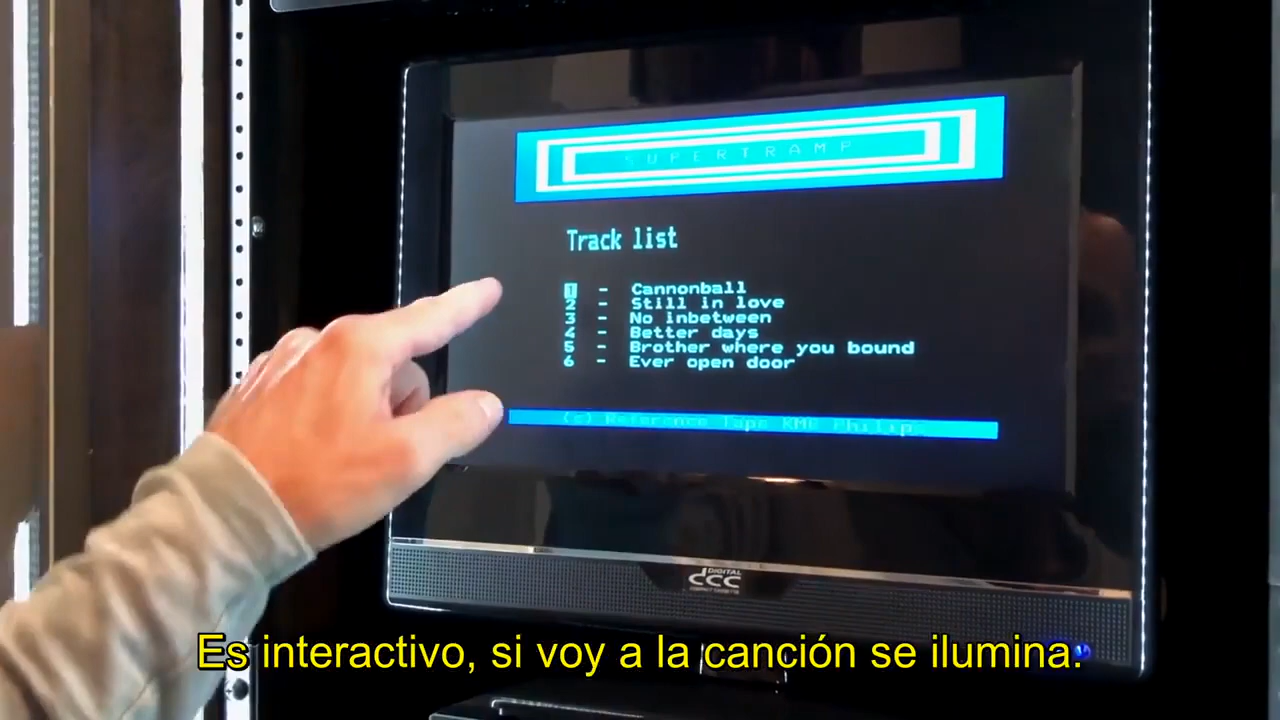 SUPERTRAMP
Track list
1 - Cannonball
2 - Still in love
3 - No inbetween
4 - Better days
5 - Brother where you bound
6 - Ever open door
(c) Reference Tape KMG Philips
DIGITAL
dcc
COMPACT CASSETTE
Es interactivo, si voy a la canción se ilumina.